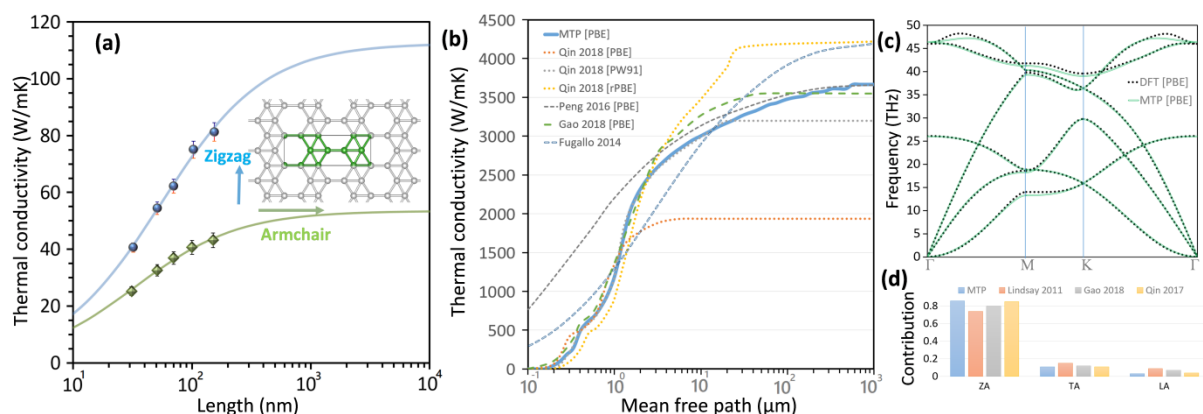 (a)
Thermal conductivity (W/mK)
120
100
80
60
40
20
0
Zigzag
Armchair
10¹
10²
10³
10⁴
Length (nm)
(b)
Thermal conductivity (W/mK)
4500
4000
3500
3000
2500
2000
1500
1000
500
0
MTP [PBE]
Qin 2018 [PBE]
Qin 2018 [PW91]
Qin 2018 [rPBE]
Peng 2016 [PBE]
Gao 2018 [PBE]
Fugallo 2014
10⁻¹
10⁰
10¹
10²
10³
Mean free path (µm)
(c)
Frequency (THz)
50
45
40
35
30
25
20
15
10
5
0
DFT [PBE]
MTP [PBE]
Γ
M
K
Γ
(d)
MTP
Lindsay 2011
Gao 2018
Qin 2017
Contribution
0.8
0.6
0.4
0.2
0
ZA
TA
LA